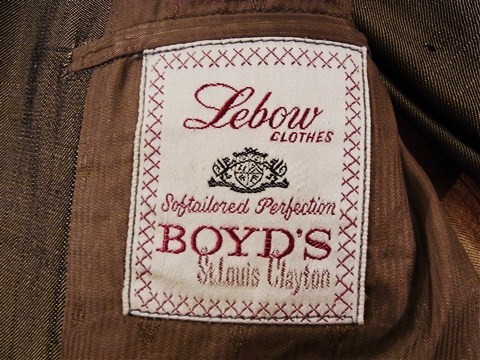 Lebow
CLOTHES
Softailored Perfection
BOYD'S
St. Louis Clayton